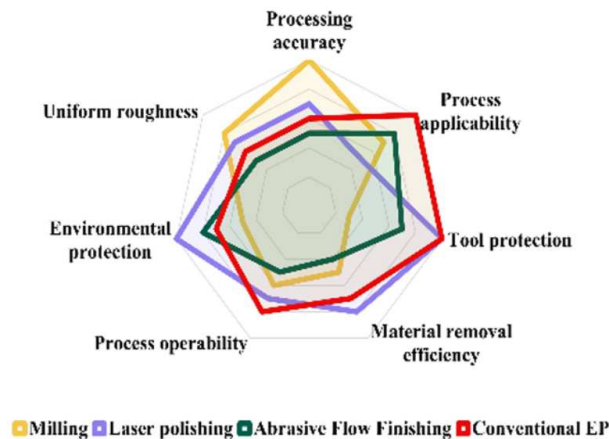 Processing
accuracy
Uniform roughness
Process
applicability
Environmental
protection
Tool protection
Process operability
Material removal
efficiency
Milling Laser polishing Abrasive Flow Finishing Conventional EP